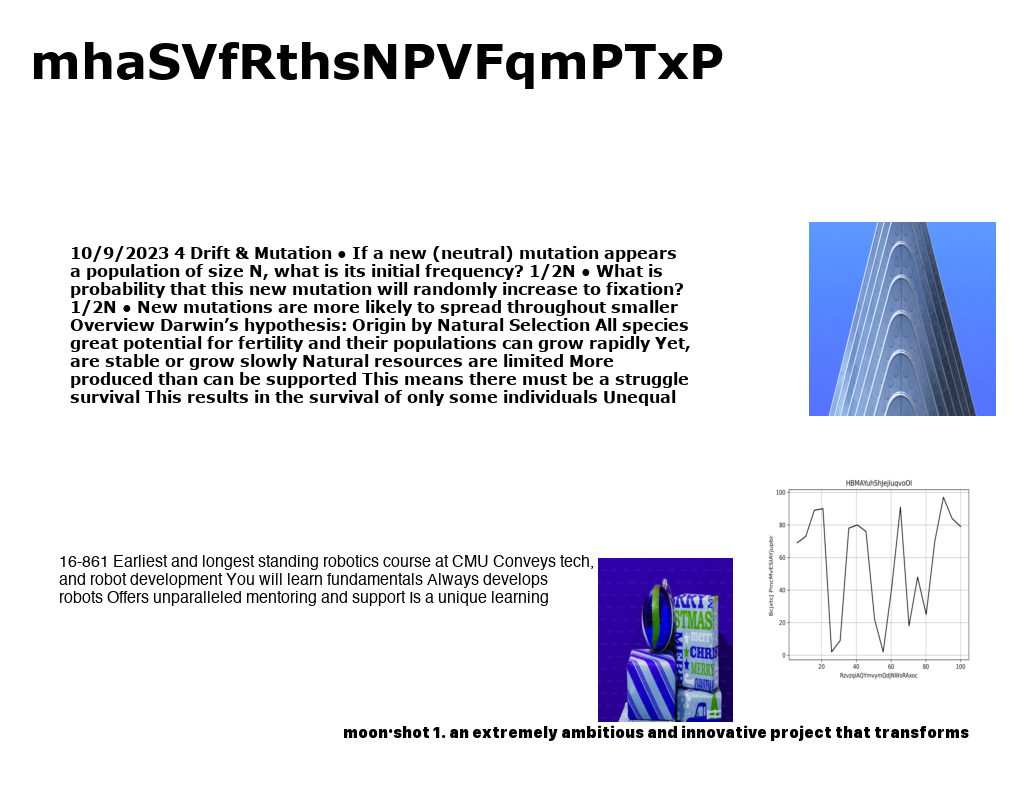 mhaSVfRthsNPVFqmPTxP
10/9/2023 4 Drift & Mutation ● If a new (neutral) mutation appears
a population of size N, what is its initial frequency? 1/2N ● What is
probability that this new mutation will randomly increase to fixation?
1/2N ● New mutations are more likely to spread throughout smaller
Overview Darwin’s hypothesis: Origin by Natural Selection All species
great potential for fertility and their populations can grow rapidly Yet,
are stable or grow slowly Natural resources are limited More
produced than can be supported This means there must be a struggle
survival This results in the survival of only some individuals Unequal
HBMAYuhShJejluqvoOl
100
80
60
40
20
0
20 40 60 80 100
16-861 Earliest and longest standing robotics course at CMU Conveys tech,
and robot development You will learn fundamentals Always develops
robots Offers unparalleled mentoring and support Is a unique learning
STMAS
merry
CHRI
MERRY
moon·shot 1. an extremely ambitious and innovative project that transforms